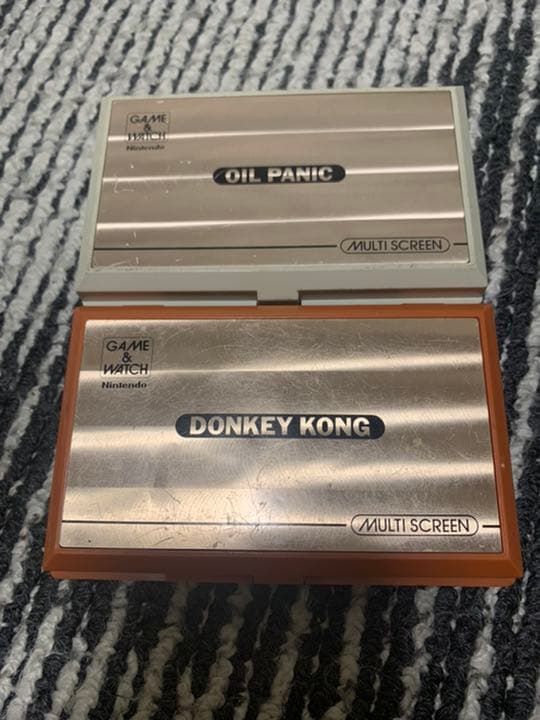 GAME
&
WATCH
Nintendo
OIL PANIC
MULTI SCREEN
GAME
&
WATCH
Nintendo
DONKEY KONG
MULTI SCREEN